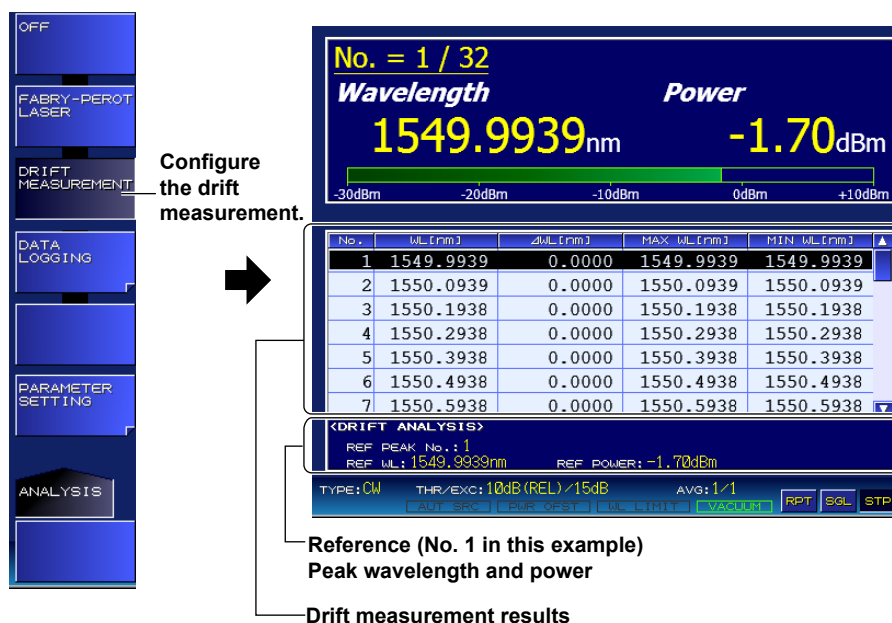 OFF
FABRY-PEROT
LASER
DRIFT
MEASUREMENT
DATA
LOGGING
PARAMETER
SETTING
ANALYSIS
Configure
the drift
measurement.
No. = 1 / 32
Wavelength Power
1549.9939nm -1.70dBm
-30dBm -20dBm -10dBm 0dBm +10dBm
No. WL[nm] ⊿WL[nm] MAX WL[nm] MIN WL[nm]
1 1549.9939 0.0000 1549.9939 1549.9939
2 1550.0939 0.0000 1550.0939 1550.0939
3 1550.1938 0.0000 1550.1938 1550.1938
4 1550.2938 0.0000 1550.2938 1550.2938
5 1550.3938 0.0000 1550.3938 1550.3938
6 1550.4938 0.0000 1550.4938 1550.4938
7 1550.5938 0.0000 1550.5938 1550.5938
<DRIFT ANALYSIS>
REF PEAK No.:1
REF WL:1549.9939nm REF POWER:-1.70dBm
TYPE:CW THR/EXC:10dB(REL)/15dB AVG:1/1
AUT SRC PWR OFST WL LIMIT VACUUM RPT SGL STP
Reference (No. 1 in this example)
Peak wavelength and power
Drift measurement results